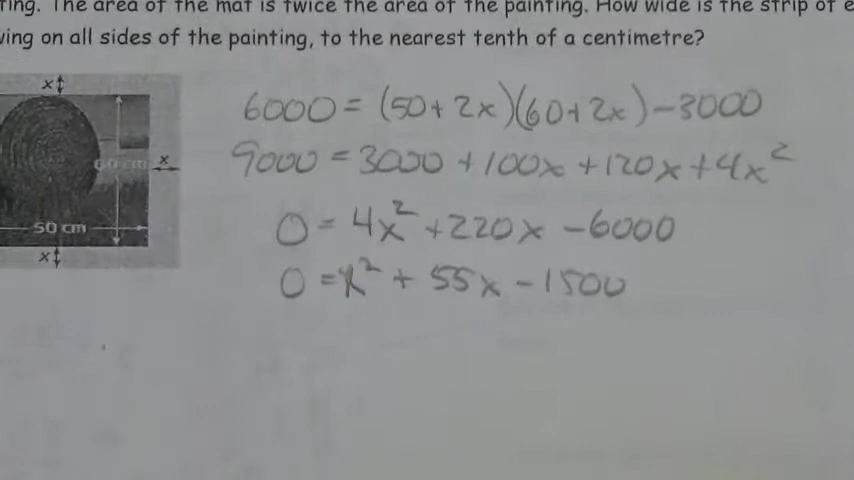 The area of the mat is twice the area of the painting. How wide is the strip of
on all sides of the painting, to the nearest tenth of a centimetre?
x
60 cm
x
50 cm
x
6000 = (50 + 2x)(60 + 2x) - 3000
9000 = 3000 + 100x + 120x + 4x²
0 = 4x² + 220x - 6000
0 = x² + 55x - 1500